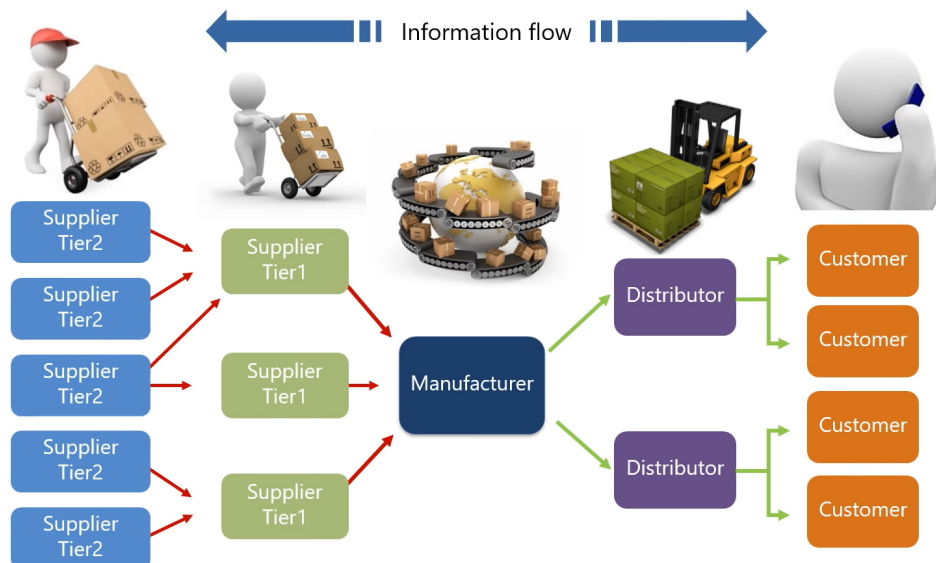 Information flow
Supplier
Tier2
Supplier
Tier2
Supplier
Tier2
Supplier
Tier2
Supplier
Tier2
Supplier
Tier1
Supplier
Tier1
Supplier
Tier1
Manufacturer
Distributor
Distributor
Customer
Customer
Customer
Customer